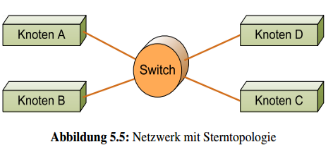 Knoten A
Knoten D
Switch
Knoten B
Knoten C
Abbildung 5.5: Netzwerk mit Sterntopologie